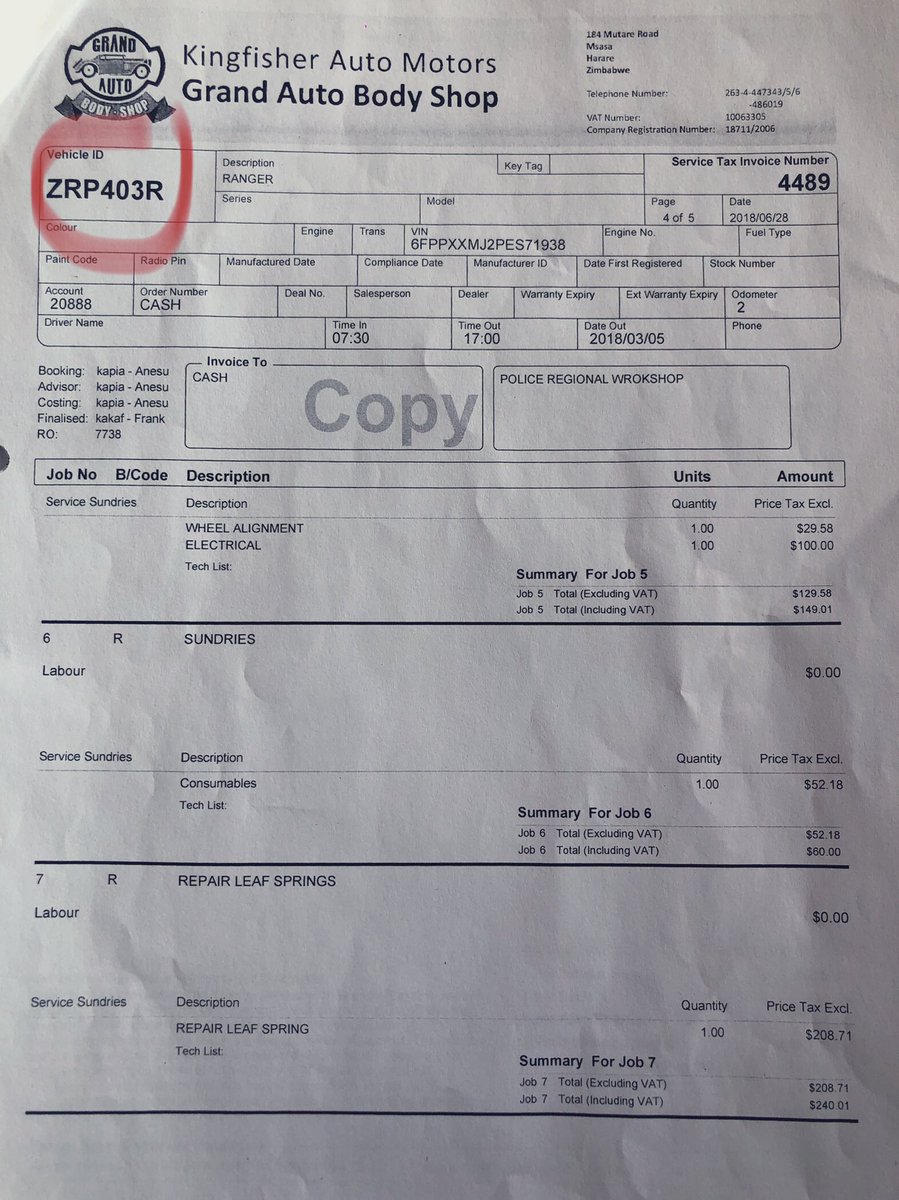 GRAND
AUTO
BODY-SHOP
Kingfisher Auto Motors
Grand Auto Body Shop
184 Mutare Road
Msasa
Harare
Zimbabwe
Telephone Number: 263-4-447343/5/6
-486019
VAT Number: 10063305
Company Registration Number: 18711/2006
Vehicle ID
ZRP403R
Description
RANGER
Key Tag
Service Tax Invoice Number
4489
Series
Model
Page
4 of 5
Date
2018/06/28
Colour
Engine
Trans
VIN
6FPPXXMJ2PES71938
Engine No.
Fuel Type
Paint Code
Radio Pin
Manufactured Date
Compliance Date
Manufacturer ID
Date First Registered
Stock Number
Account
20888
Order Number
CASH
Deal No.
Salesperson
Dealer
Warranty Expiry
Ext Warranty Expiry
Odometer
2
Driver Name
Time In
07:30
Time Out
17:00
Date Out
2018/03/05
Phone
Booking: kapia - Anesu
Advisor: kapia - Anesu
Costing: kapia - Anesu
Finalised: kakaf - Frank
RO: 7738
Invoice To
CASH
Copy
POLICE REGIONAL WROKSHOP
Job No B/Code Description Units Amount
Service Sundries Description Quantity Price Tax Excl.
WHEEL ALIGNMENT 1.00 $29.58
ELECTRICAL 1.00 $100.00
Tech List:
Summary For Job 5
Job 5 Total (Excluding VAT) $129.58
Job 5 Total (Including VAT) $149.01
6 R SUNDRIES
Labour $0.00
Service Sundries Description Quantity Price Tax Excl.
Consumables 1.00 $52.18
Tech List:
Summary For Job 6
Job 6 Total (Excluding VAT) $52.18
Job 6 Total (Including VAT) $60.00
7 R REPAIR LEAF SPRINGS
Labour $0.00
Service Sundries Description Quantity Price Tax Excl.
REPAIR LEAF SPRING 1.00 $208.71
Tech List:
Summary For Job 7
Job 7 Total (Excluding VAT) $208.71
Job 7 Total (Including VAT) $240.01